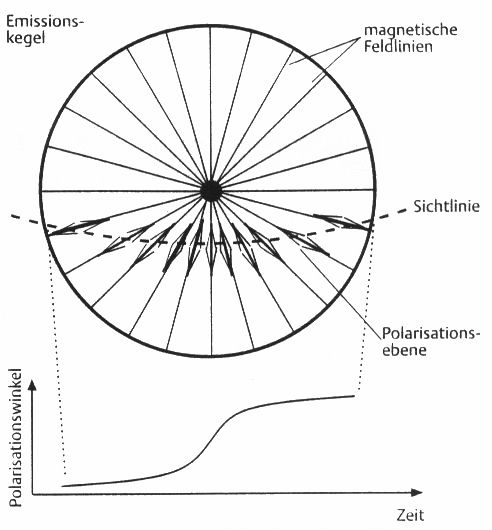 Emissions-
kegel
magnetische
Feldlinien
Sichtlinie
Polarisations-
ebene
Polarisationswinkel
Zeit